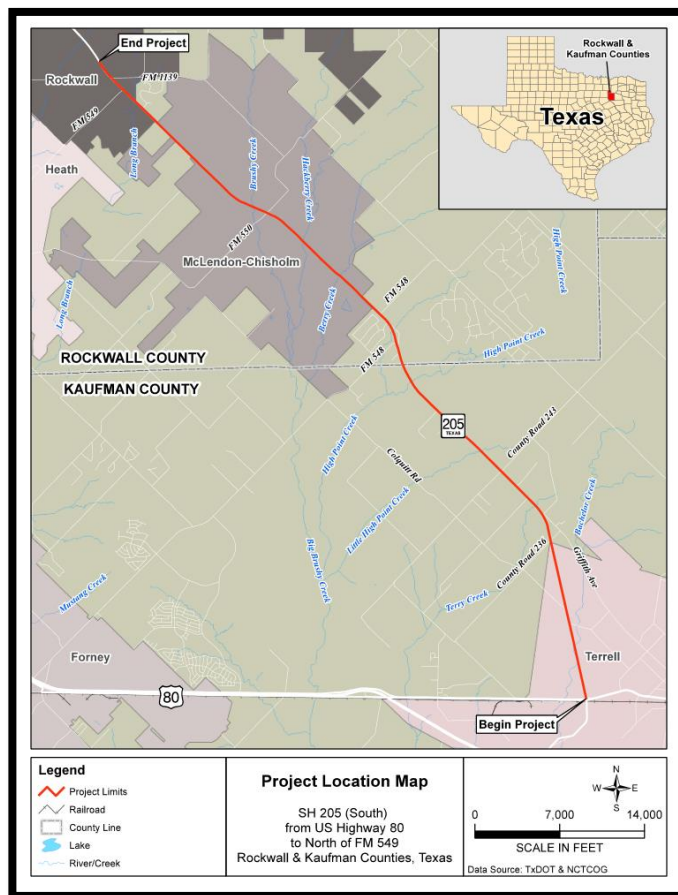 End Project
Rockwall
FM 1139
FM 549
Long Branch
Heath
Brushy Creek
Hackberry Creek
FM 550
McLendon-Chisholm
Long Branch
Berry Creek
FM 548
High Point Creek
Rockwall &
Kaufman Counties
Texas
ROCKWALL COUNTY
KAUFMAN COUNTY
FM 548
High Point Creek
205
TEXAS
County Road 243
High Point Creek
Colquitt Rd
Little High Point Creek
Big Brushy Creek
Bachelor Creek
County Road 236
Griffith Ave
Terry Creek
Mustang Creek
Forney
Terrell
80
Begin Project
Legend
Project Limits
Railroad
County Line
Lake
River/Creek
Project Location Map
SH 205 (South)
from US Highway 80
to North of FM 549
Rockwall & Kaufman Counties, Texas
N
W E
S
0 7,000 14,000
SCALE IN FEET
Data Source: TxDOT & NCTCOG